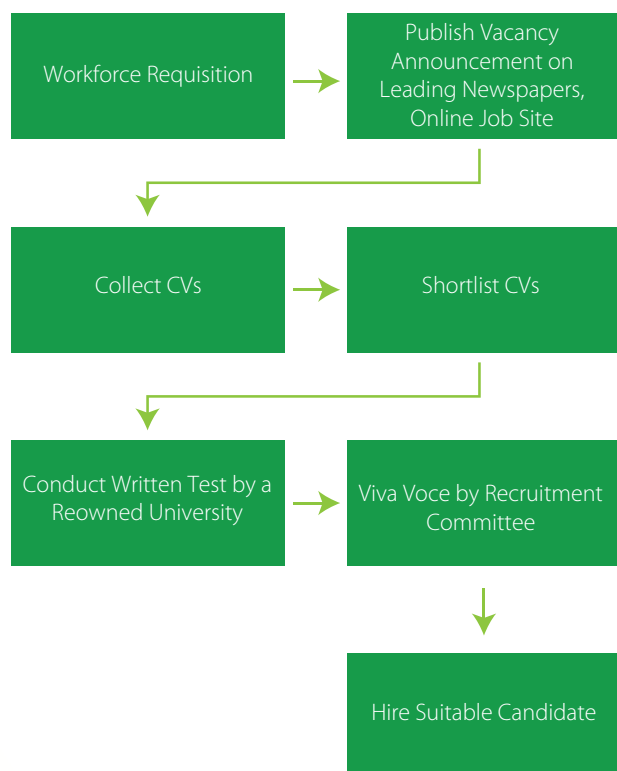 Workforce Requisition
Publish Vacancy
Announcement on
Leading Newspapers,
Online Job Site
Collect CVs
Shortlist CVs
Conduct Written Test by a
Reowned University
Viva Voce by Recruitment
Committee
Hire Suitable Candidate